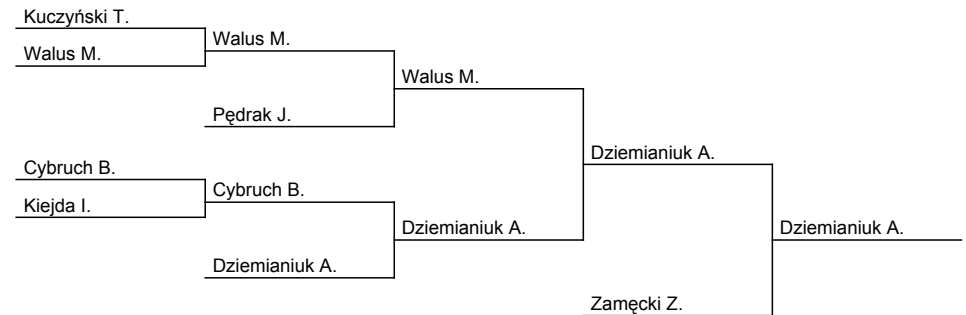 Kuczyński T.
Walus M.
Walus M.
Walus M.
Pędrak J.
Dziemianiuk A.
Cybruch B.
Cybruch B.
Kiejda I.
Dziemianiuk A.
Dziemianiuk A.
Dziemianiuk A.
Zamęcki Z.